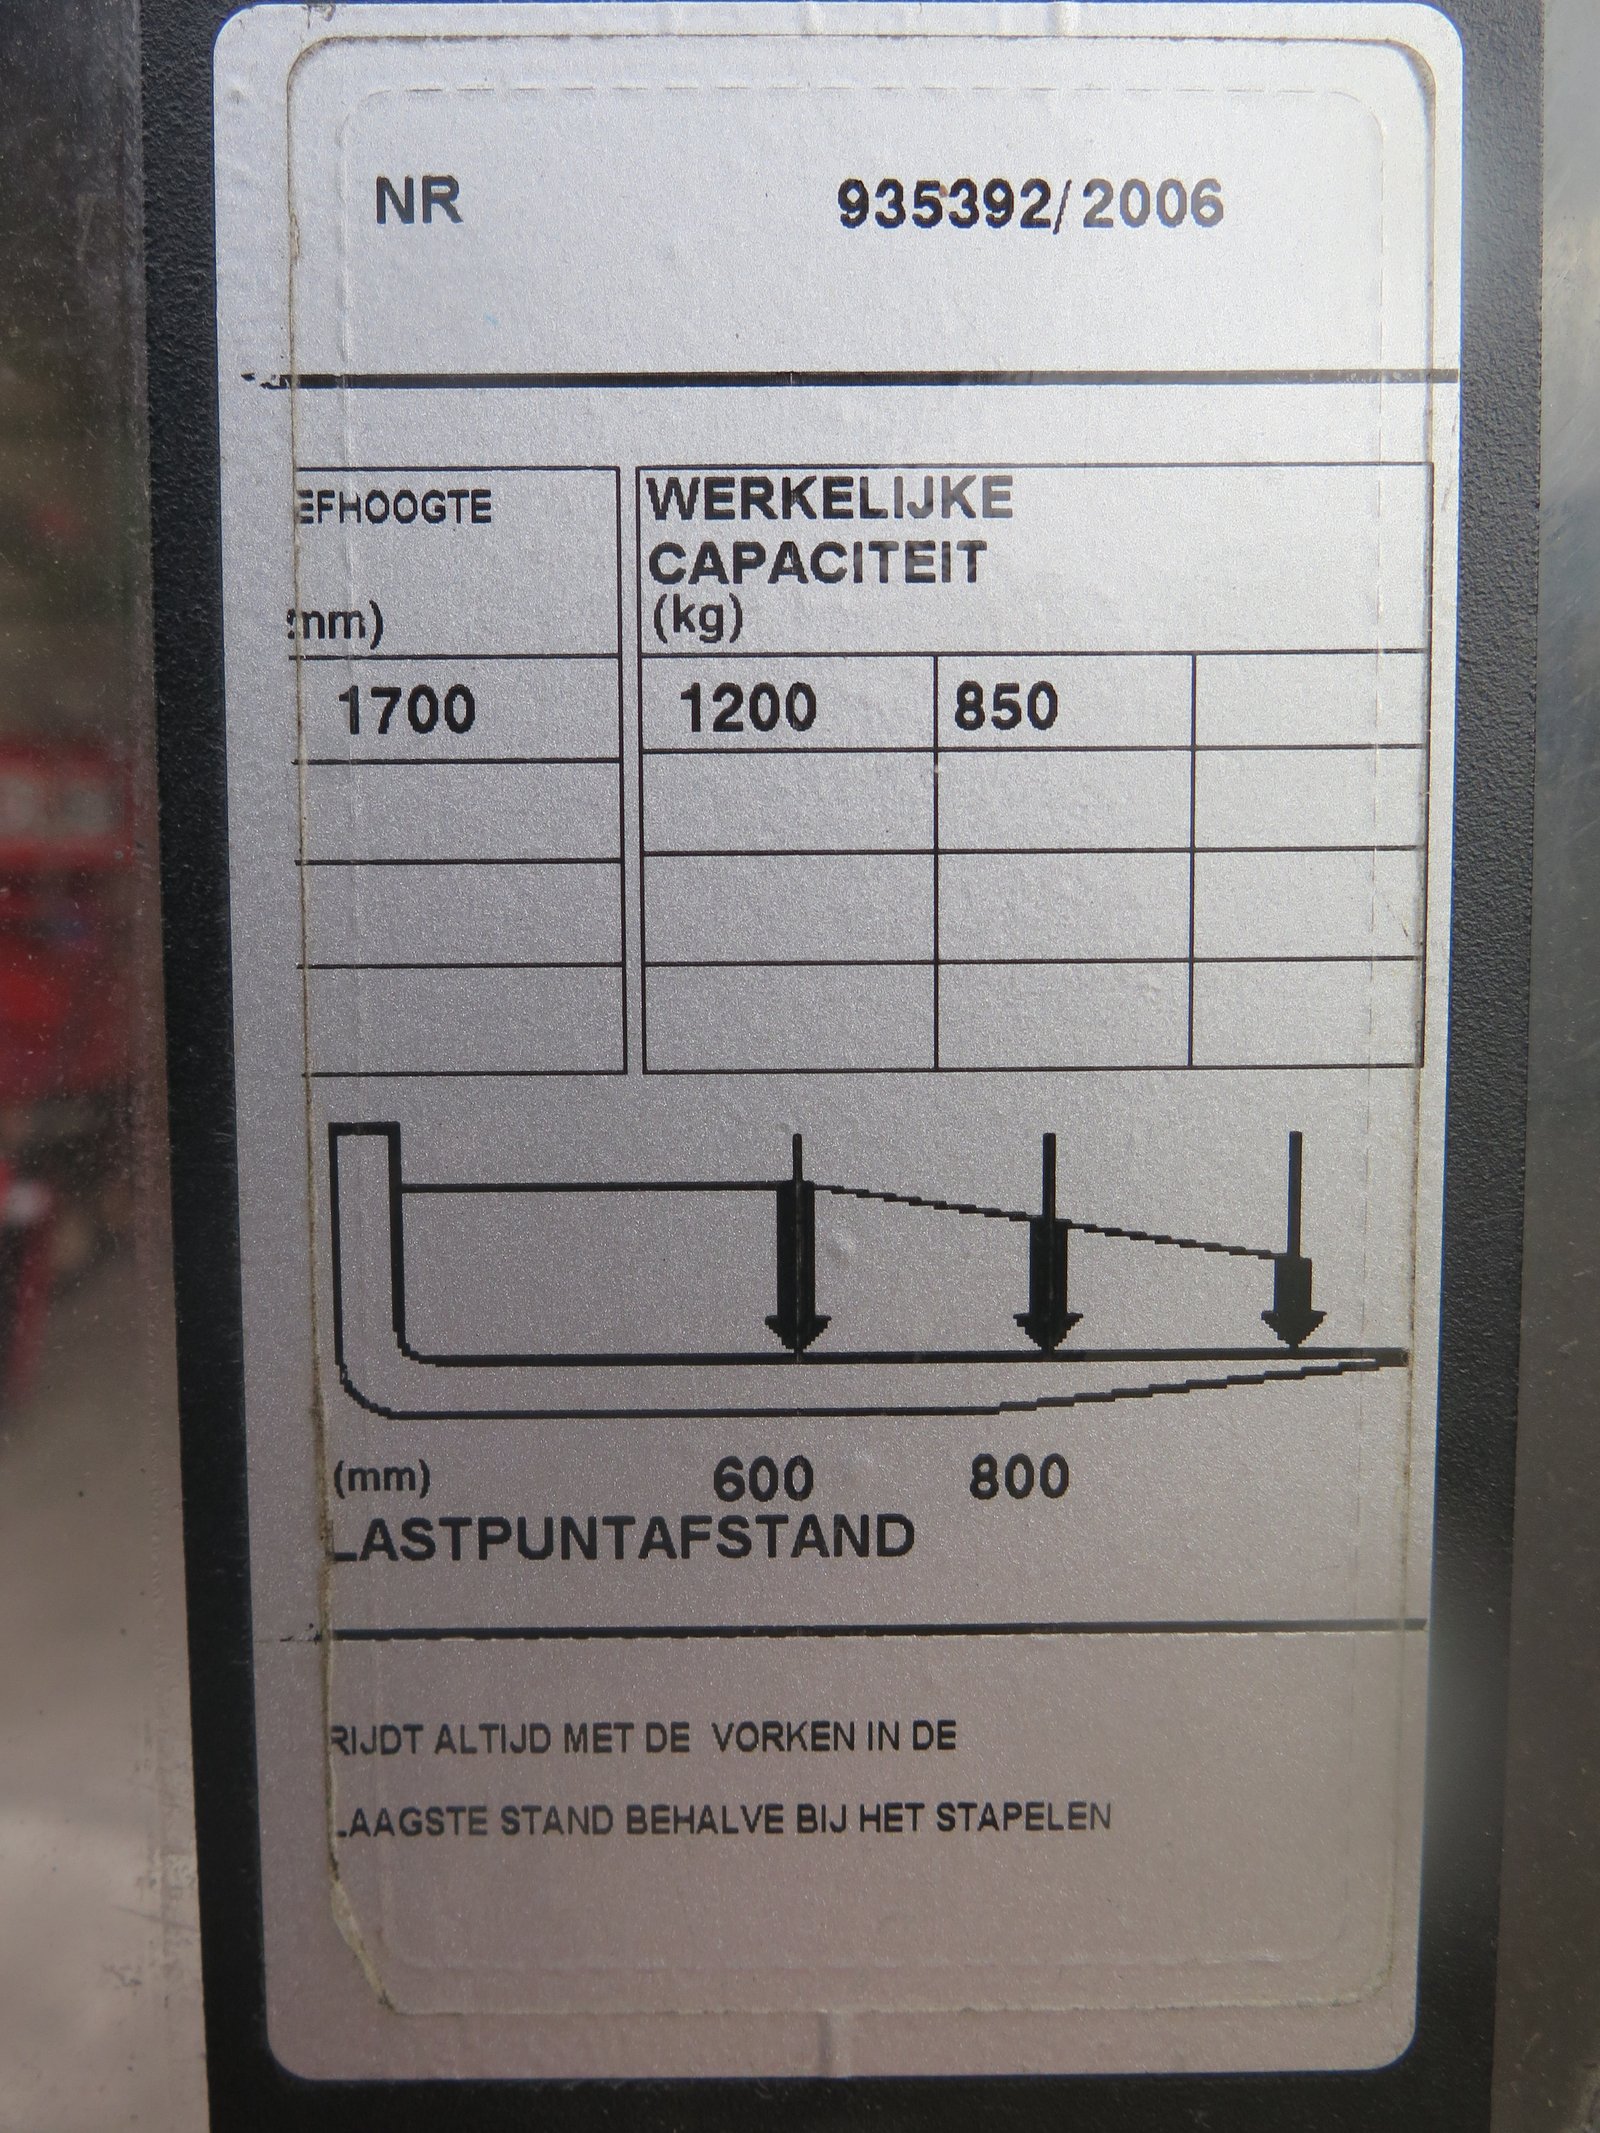 NR 935392/2006
EFHOOGTE WERKELIJKE
CAPACITEIT
mm) (kg)
1700 1200 850
(mm) 600 800
LASTPUNTAFSTAND
RIJDT ALTIJD MET DE VORKEN IN DE
LAAGSTE STAND BEHALVE BIJ HET STAPELEN